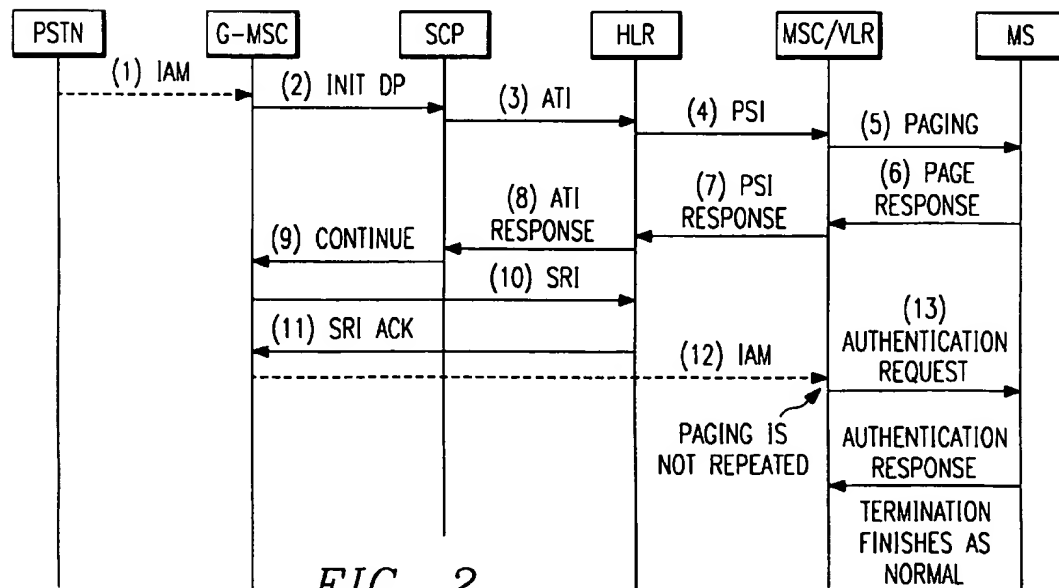 PSTN
G-MSC
SCP
HLR
MSC/VLR
MS
(1) IAM
(2) INIT DP
(3) ATI
(4) PSI
(5) PAGING
(6) PAGE
RESPONSE
(7) PSI
RESPONSE
(8) ATI
RESPONSE
(9) CONTINUE
(10) SRI
(11) SRI ACK
(12) IAM
(13)
AUTHENTICATION
REQUEST
PAGING IS
NOT REPEATED
AUTHENTICATION
RESPONSE
TERMINATION
FINISHES AS
NORMAL
FIG. 2